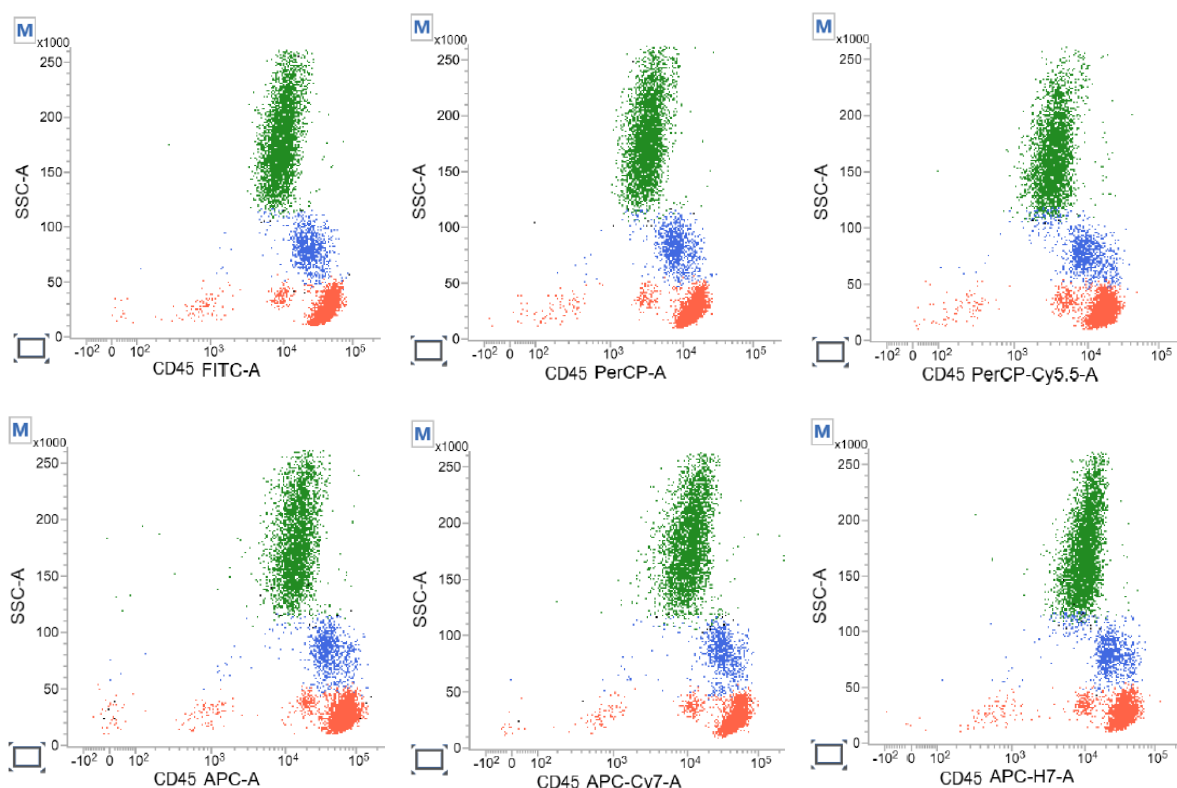 M
x1000
250
200
150
100
50
0
SSC-A
-10² 0 10² 10³ 10⁴ 10⁵
CD45 FITC-A
M
x1000
250
200
150
100
50
0
SSC-A
-10² 0 10² 10³ 10⁴ 10⁵
CD45 PerCP-A
M
x1000
250
200
150
100
50
0
SSC-A
-10² 0 10² 10³ 10⁴ 10⁵
CD45 PerCP-Cy5.5-A
M
x1000
250
200
150
100
50
0
SSC-A
-10² 0 10² 10³ 10⁴ 10⁵
CD45 APC-A
M
x1000
250
200
150
100
50
0
SSC-A
-10² 0 10² 10³ 10⁴ 10⁵
CD45 APC-Cy7-A
M
x1000
250
200
150
100
50
0
SSC-A
-10² 0 10² 10³ 10⁴ 10⁵
CD45 APC-H7-A